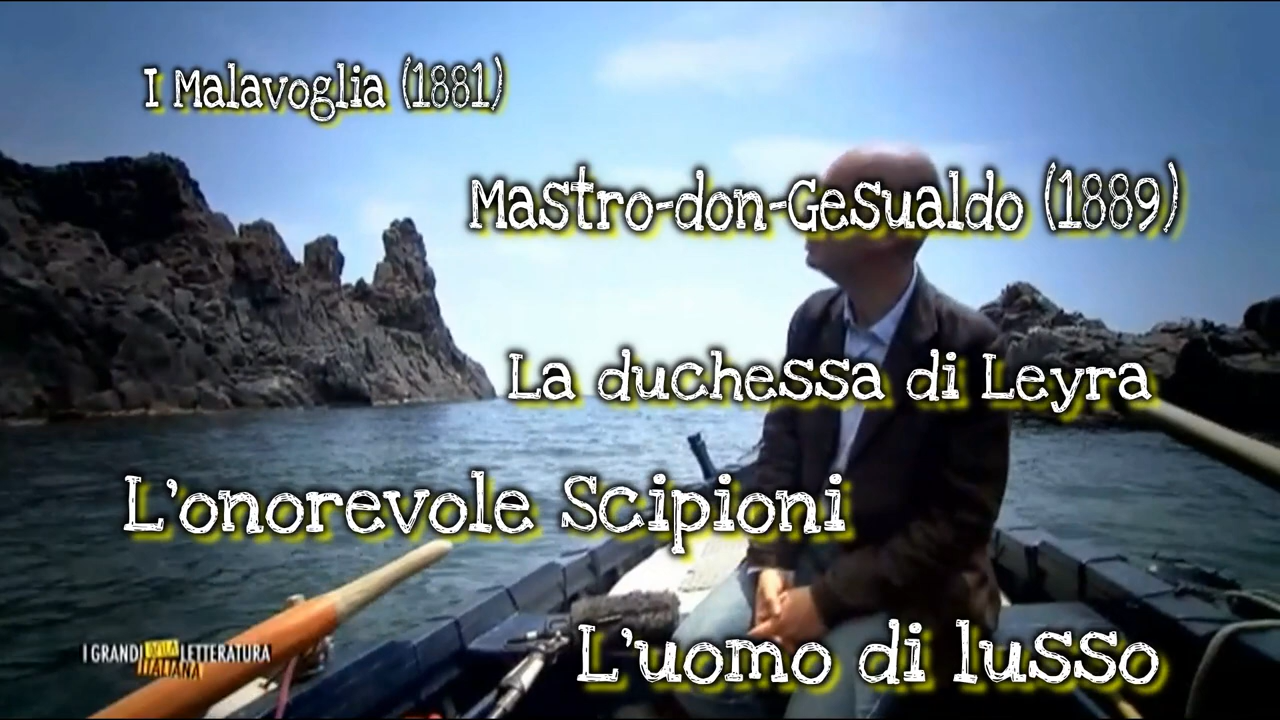 I Malavoglia (1881)
Mastro-don-Gesualdo (1889)
La duchessa di Leyra
L'onorevole Scipioni
L'uomo di lusso
I GRANDI DELLA LETTERATURA
ITALIANA